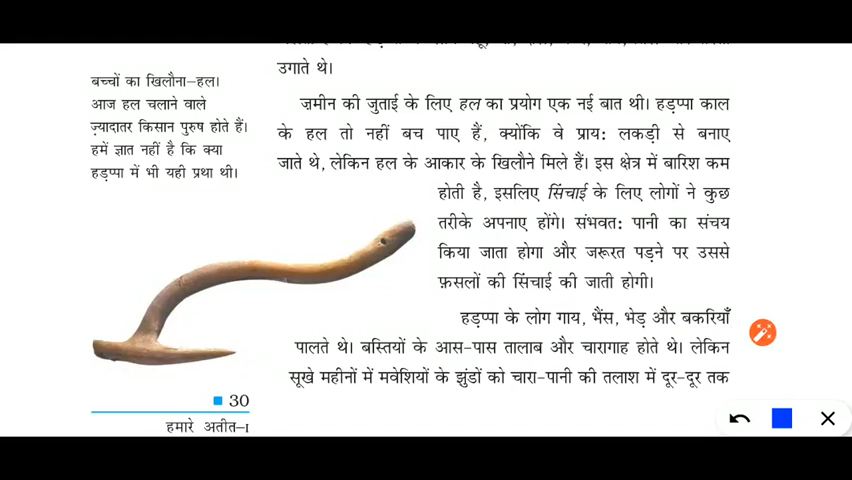 उगाते थे।
बच्चों का खिलौना–हल।
आज हल चलाने वाले
ज़्यादातर किसान पुरुष होते हैं।
हमें ज्ञात नहीं है कि क्या
हड़प्पा में भी यही प्रथा थी।
ज़मीन की जुताई के लिए हल का प्रयोग एक नई बात थी। हड़प्पा काल
के हल तो नहीं बच पाए हैं, क्योंकि वे प्राय: लकड़ी से बनाए
जाते थे, लेकिन हल के आकार के खिलौने मिले हैं। इस क्षेत्र में बारिश कम
होती है, इसलिए सिंचाई के लिए लोगों ने कुछ
तरीके अपनाए होंगे। संभवत: पानी का संचय
किया जाता होगा और जरूरत पड़ने पर उससे
फ़सलों की सिंचाई की जाती होगी।
हड़प्पा के लोग गाय, भैंस, भेड़ और बकरियाँ
पालते थे। बस्तियों के आस-पास तालाब और चारागाह होते थे। लेकिन
सूखे महीनों में मवेशियों के झुंडों को चारा-पानी की तलाश में दूर-दूर तक
30
हमारे अतीत–I